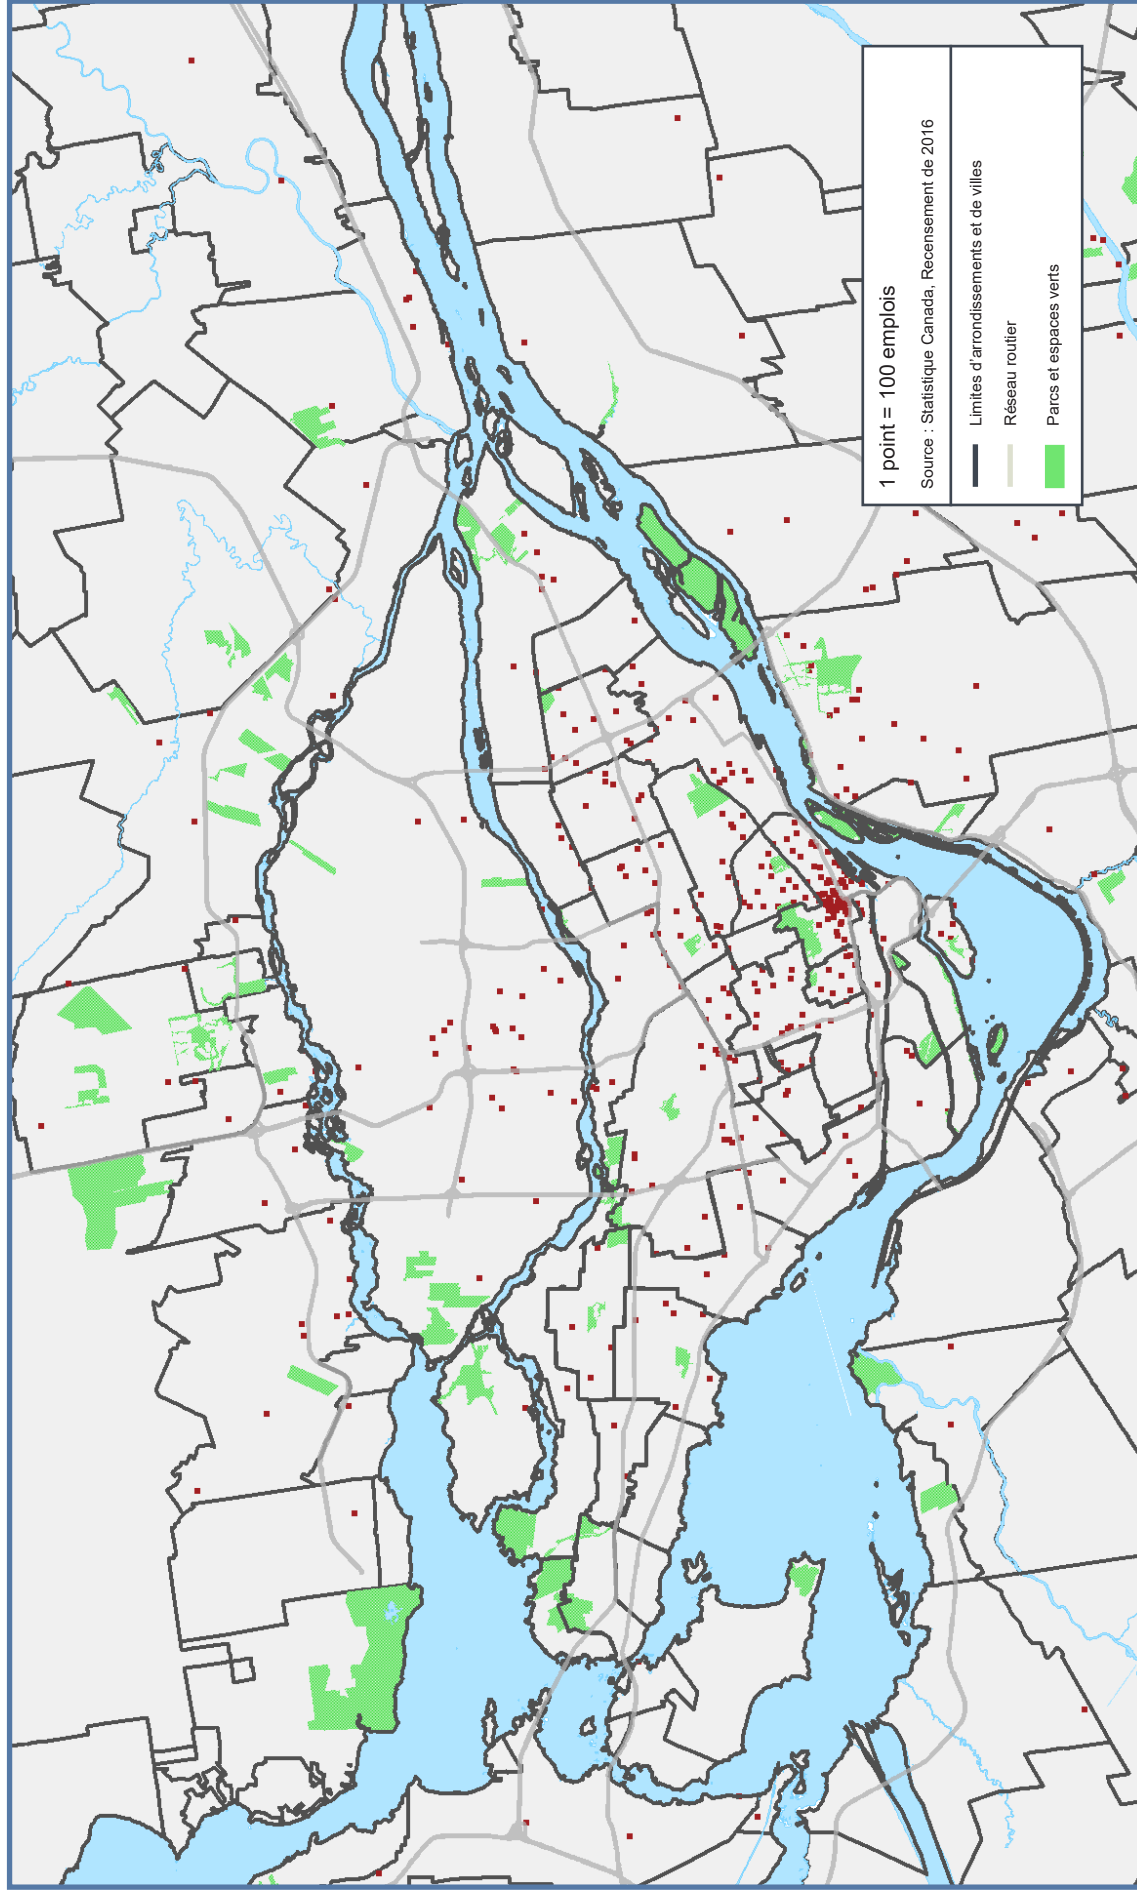 1 point = 100 emplois
Source : Statistique Canada, Recensement de 2016
Limites d'arrondissements et de villes
Réseau routier
Parcs et espaces verts